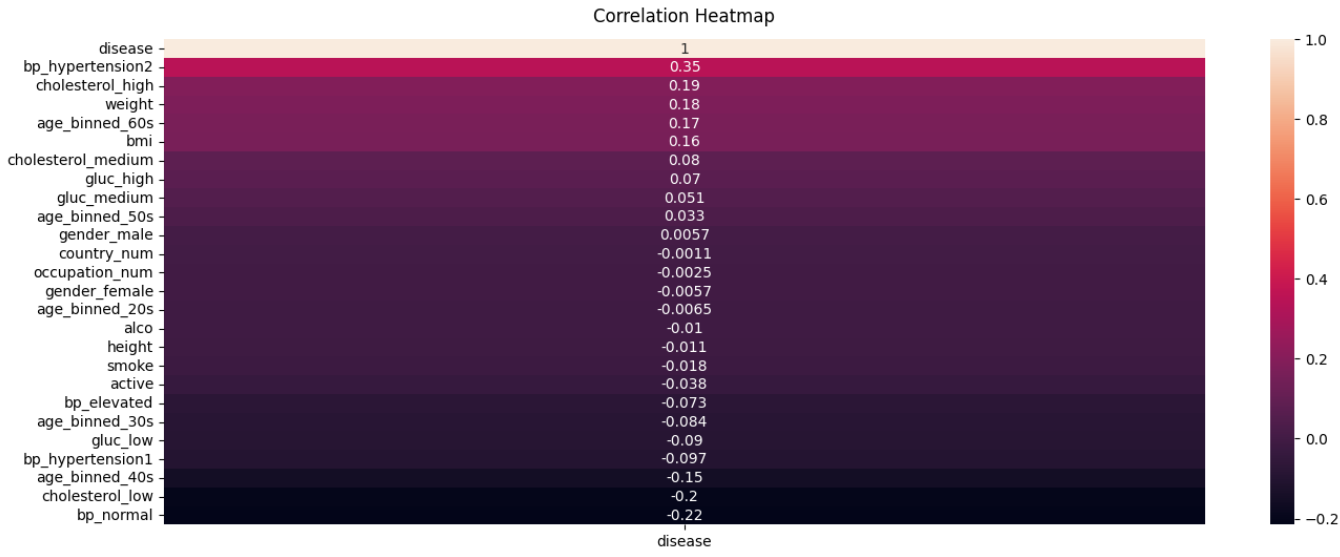 Correlation Heatmap
disease 1
bp_hypertension2 0.35
cholesterol_high 0.19
weight 0.18
age_binned_60s 0.17
bmi 0.16
cholesterol_medium 0.08
gluc_high 0.07
gluc_medium 0.051
age_binned_50s 0.033
gender_male 0.0057
country_num -0.0011
occupation_num -0.0025
gender_female -0.0057
age_binned_20s -0.0065
alco -0.01
height -0.011
smoke -0.018
active -0.038
bp_elevated -0.073
age_binned_30s -0.084
gluc_low -0.09
bp_hypertension1 -0.097
age_binned_40s -0.15
cholesterol_low -0.2
bp_normal -0.22
disease
1.0
0.8
0.6
0.4
0.2
0.0
−0.2